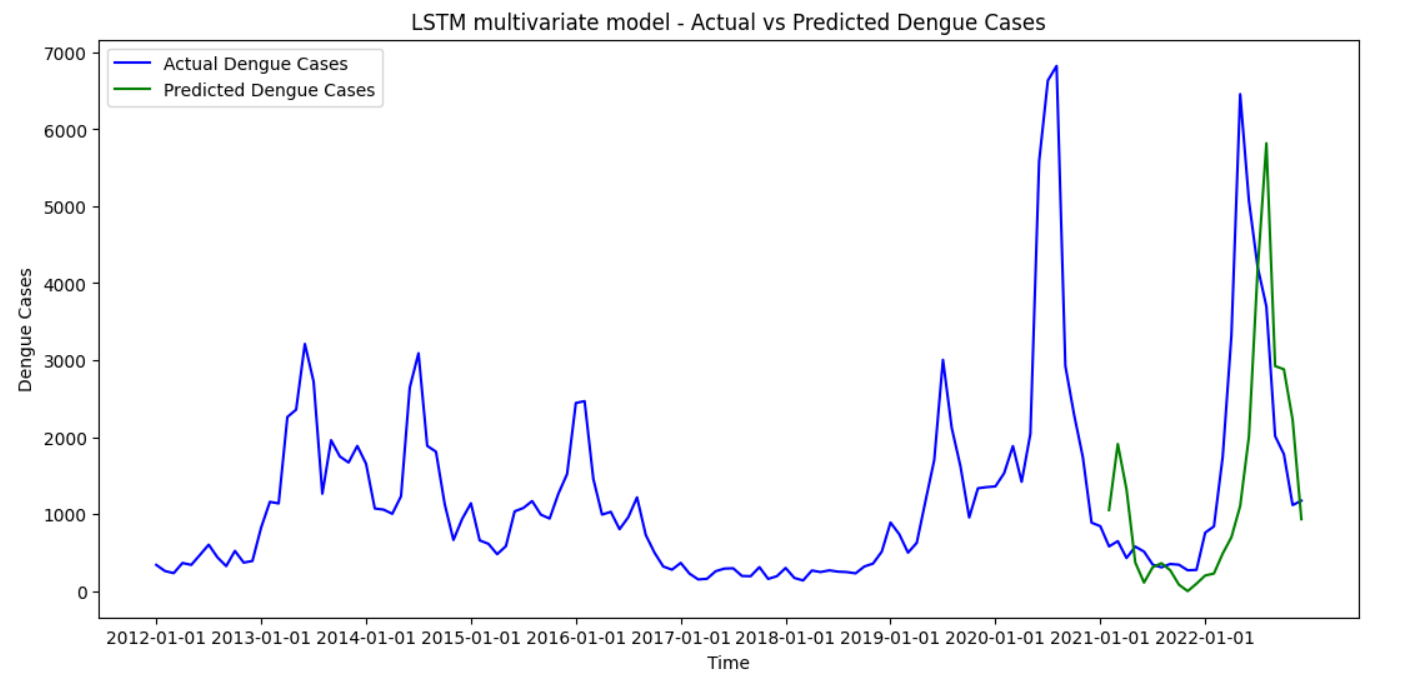 LSTM multivariate model - Actual vs Predicted Dengue Cases
Actual Dengue Cases
Predicted Dengue Cases
Dengue Cases
7000
6000
5000
4000
3000
2000
1000
0
2012-01-01 2013-01-01 2014-01-01 2015-01-01 2016-01-01 2017-01-01 2018-01-01 2019-01-01 2020-01-01 2021-01-01 2022-01-01
Time